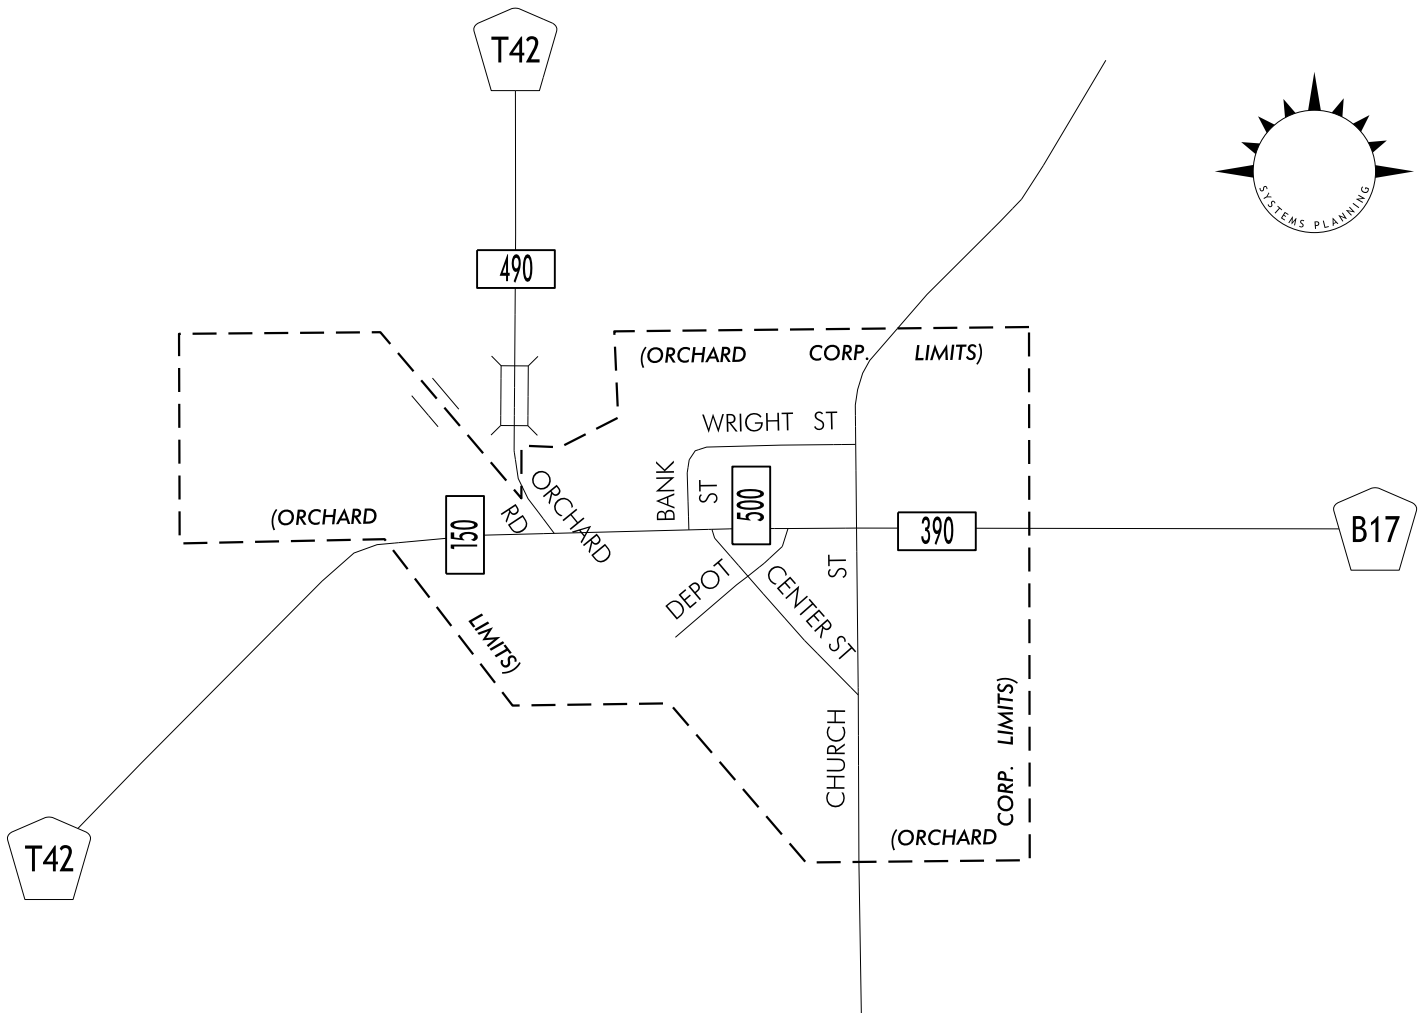 T42
SYSTEMS PLANNING
490
(ORCHARD CORP. LIMITS)
WRIGHT ST
BANK ST
500
ORCHARD RD
(ORCHARD
150
390
B17
DEPOT
CENTER ST
LIMITS)
CHURCH ST
(ORCHARD CORP. LIMITS)
T42